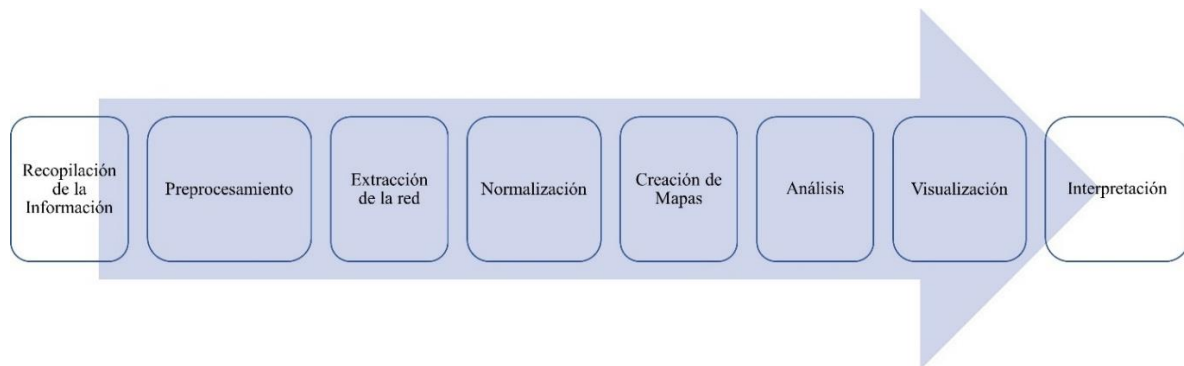 Recopilación
de la
Información
Preprocesamiento
Extracción
de la red
Normalización
Creación de
Mapas
Análisis
Visualización
Interpretación